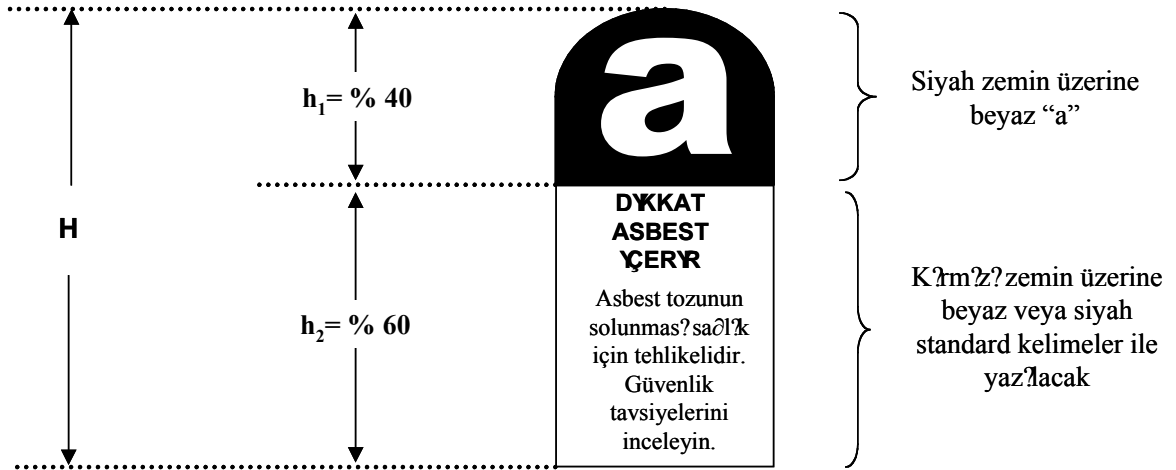 H
h₁= % 40
h₂= % 60
a
DYKKAT
ASBEST
YÇERYR
Asbest tozunun
solunmas? sa∂l?k
için tehlikelidir.
Güvenlik
tavsiyelerini
inceleyin.
Siyah zemin üzerine
beyaz “a”
K?rm?z? zemin üzerine
beyaz veya siyah
standard kelimeler ile
yaz?lacak